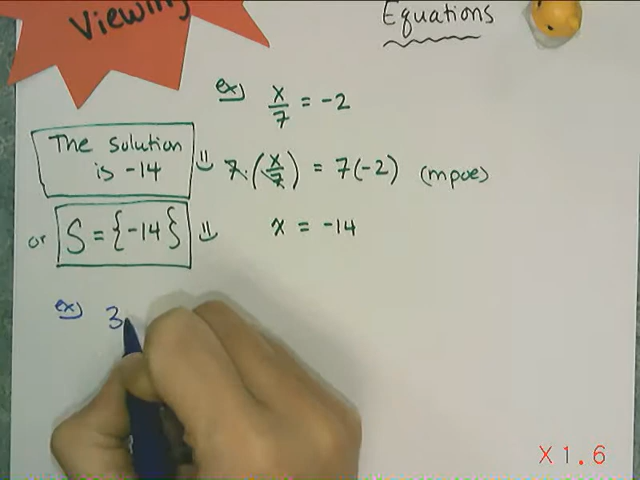 Viewing
Equations
ex) x/7 = -2
The solution
is -14
7·(x/7) = 7(-2) (mpoe)
or S = {-14}
x = -14
ex) 3
X1.6